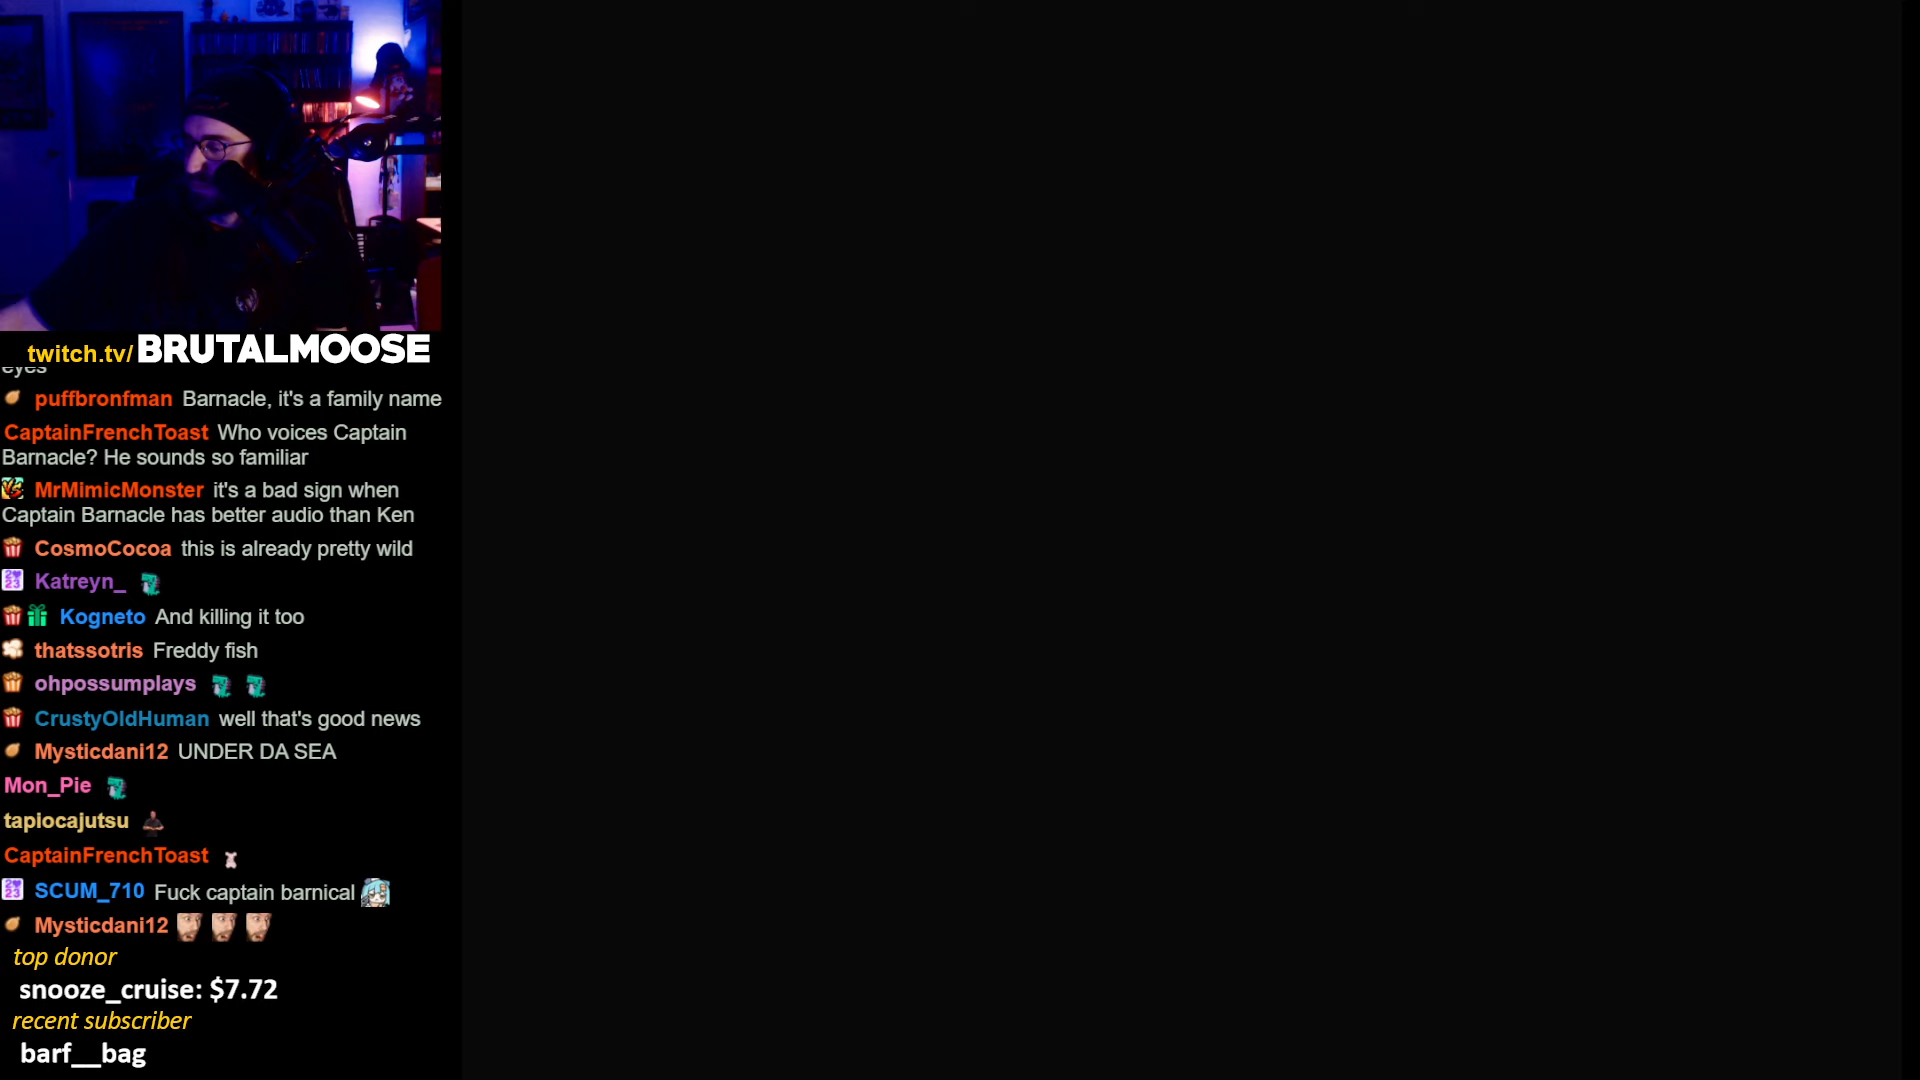 twitch.tv/BRUTALMOOSE
eyes
puffbronfman Barnacle, it's a family name
CaptainFrenchToast Who voices Captain
Barnacle? He sounds so familiar
MrMimicMonster it's a bad sign when
Captain Barnacle has better audio than Ken
CosmoCocoa this is already pretty wild
Katreyn_
Kogneto And killing it too
thatssotris Freddy fish
ohpossumplays
CrustyOldHuman well that's good news
Mysticdani12 UNDER DA SEA
Mon_Pie
tapiocajutsu
CaptainFrenchToast
SCUM_710 Fuck captain barnical
Mysticdani12
top donor
snooze_cruise: $7.72
recent subscriber
barf__bag